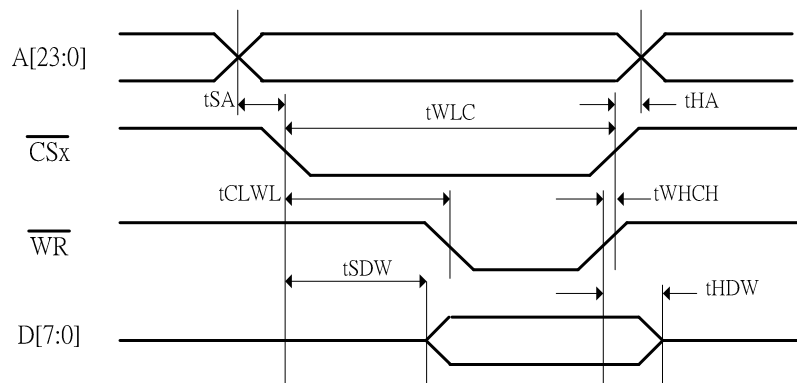 A[23:0]
tSA
tWLC
tHA
CSx
tCLWL
tWHCH
WR
tSDW
tHDW
D[7:0]